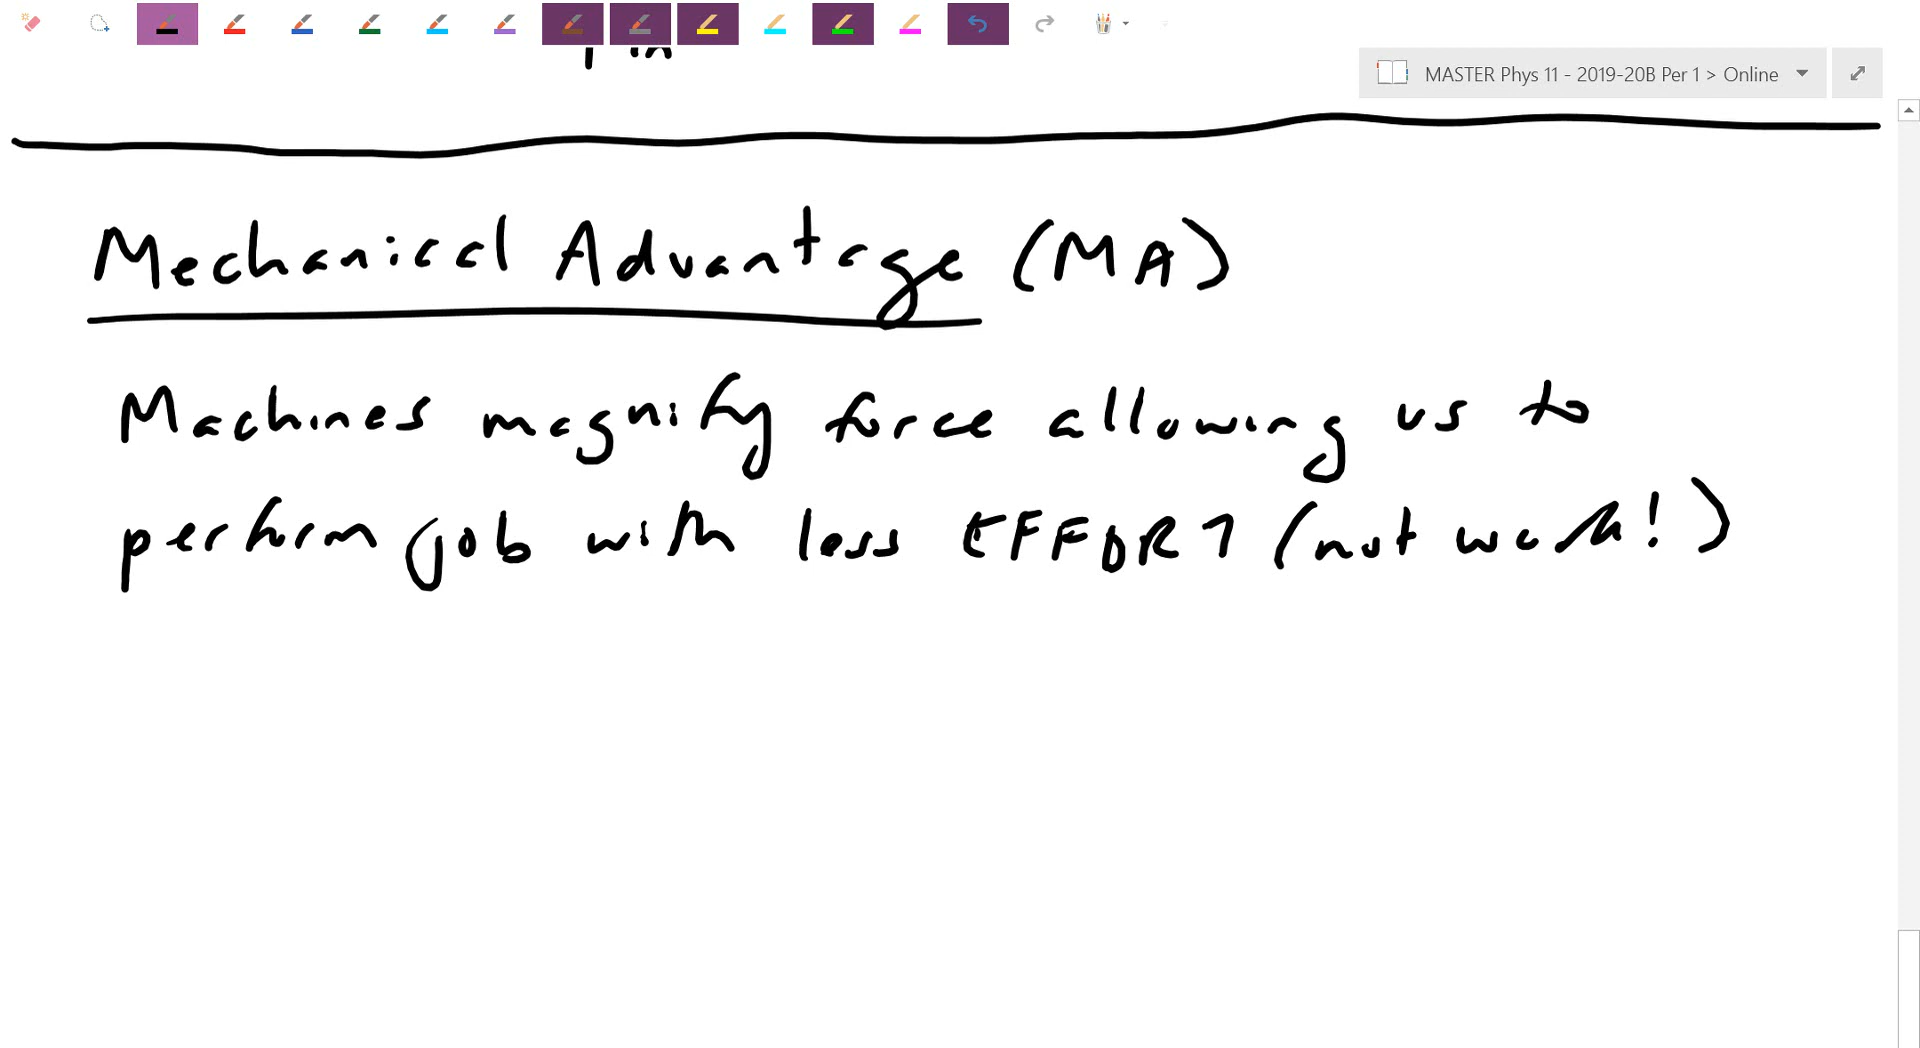 MASTER Phys 11 - 2019-20B Per 1 > Online
Mechanical Advantage (MA)
Machines magnify force allowing us to
perform job with less EFFORT (not work!)